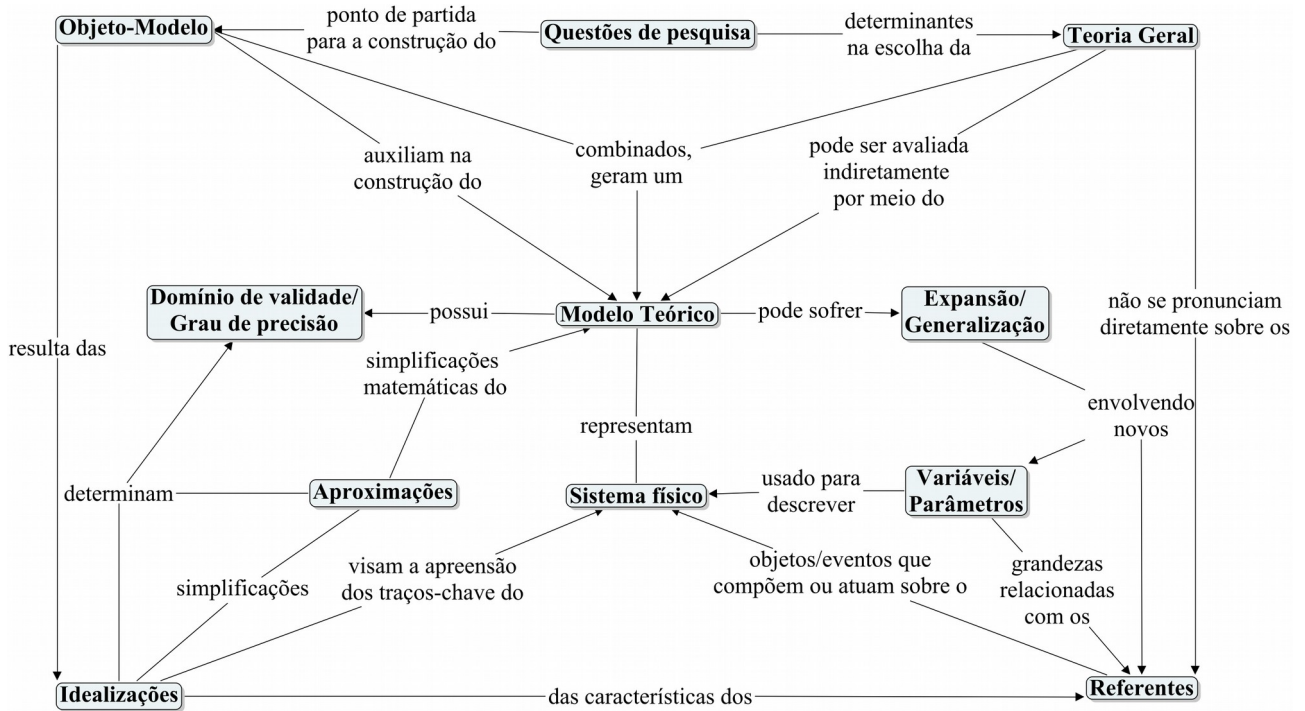 Objeto-Modelo
ponto de partida
para a construção do
Questões de pesquisa
determinantes
na escolha da
Teoria Geral
auxiliam na
construção do
combinados,
geram um
pode ser avaliada
indiretamente
por meio do
Domínio de validade/
Grau de precisão
possui
Modelo Teórico
pode sofrer
Expansão/
Generalização
não se pronunciam
diretamente sobre os
resulta das
simplificações
matemáticas do
representam
envolvendo
novos
determinam
Aproximações
Sistema físico
usado para
descrever
Variáveis/
Parâmetros
simplificações
visam a apreensão
dos traços-chave do
objetos/eventos que
compõem ou atuam sobre o
grandezas
relacionadas
com os
Idealizações
das características dos
Referentes